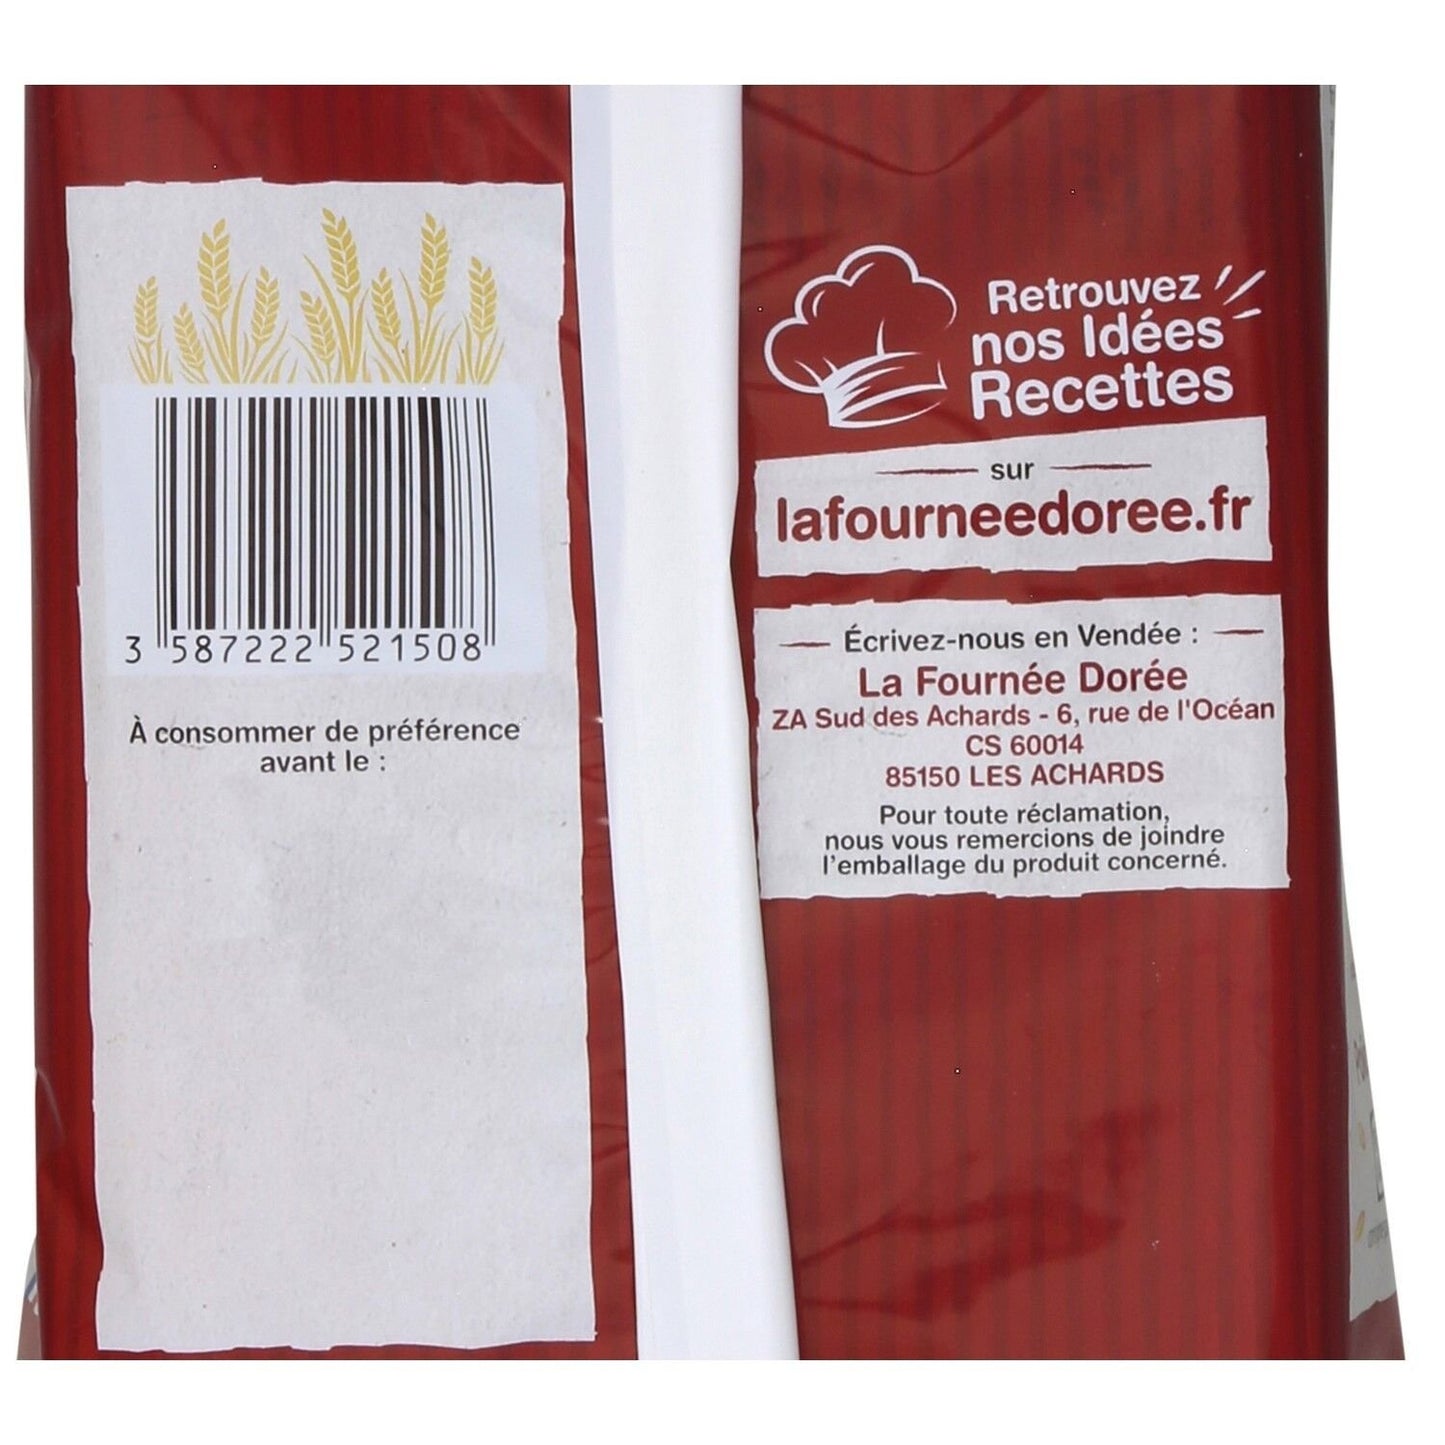 3 587222 521508
À consommer de préférence
avant le :
Retrouvez
nos Idées
Recettes
sur
lafourneedoree.fr
Écrivez-nous en Vendée :
La Fournée Dorée
ZA Sud des Achards - 6, rue de l'Océan
CS 60014
85150 LES ACHARDS
Pour toute réclamation,
nous vous remercions de joindre
l'emballage du produit concerné.